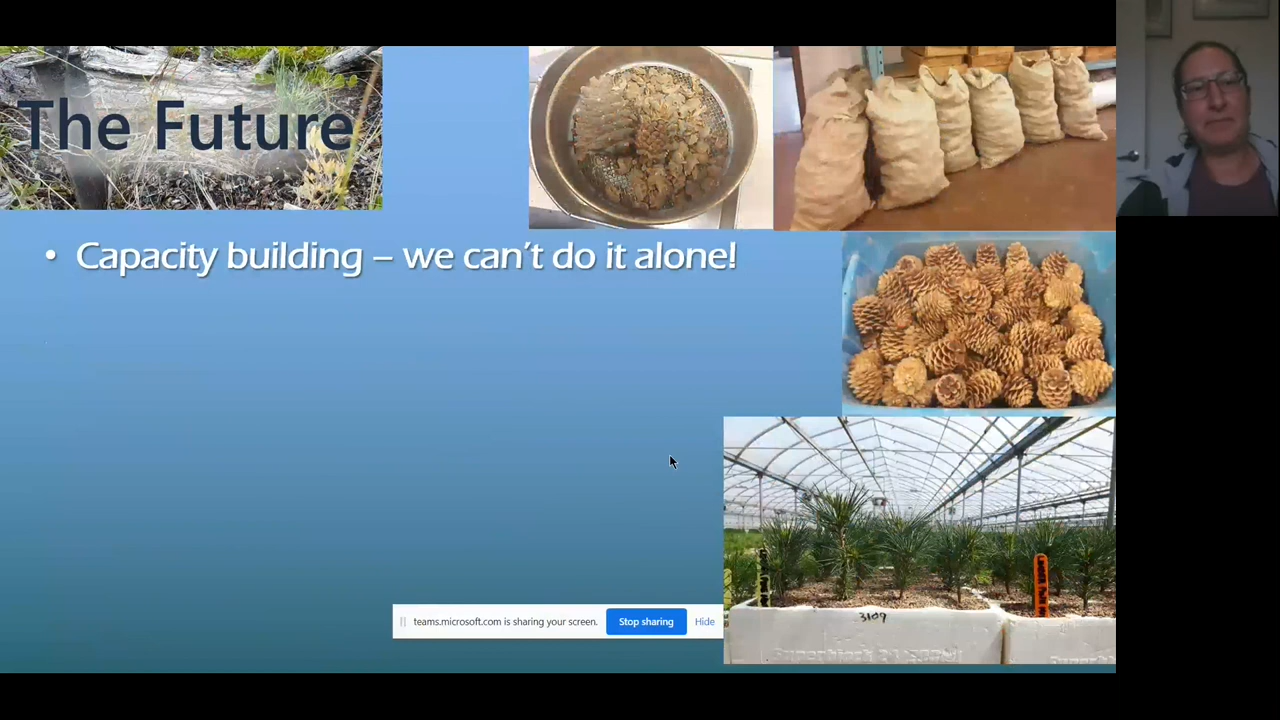 The Future
• Capacity building – we can't do it alone!
teams.microsoft.com is sharing your screen.
Stop sharing
Hide
3109